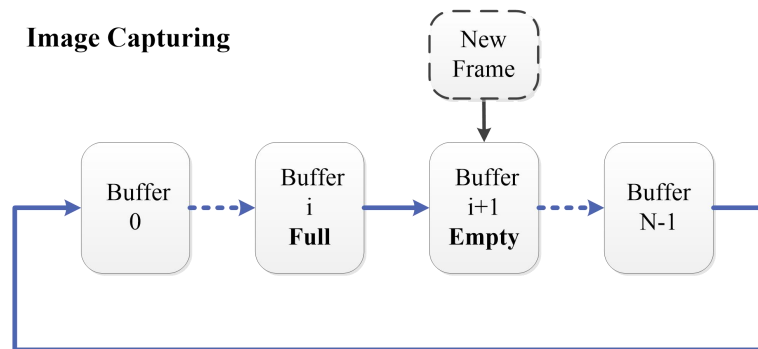 Image Capturing
New
Frame
Buffer
0
Buffer
i
Full
Buffer
i+1
Empty
Buffer
N-1